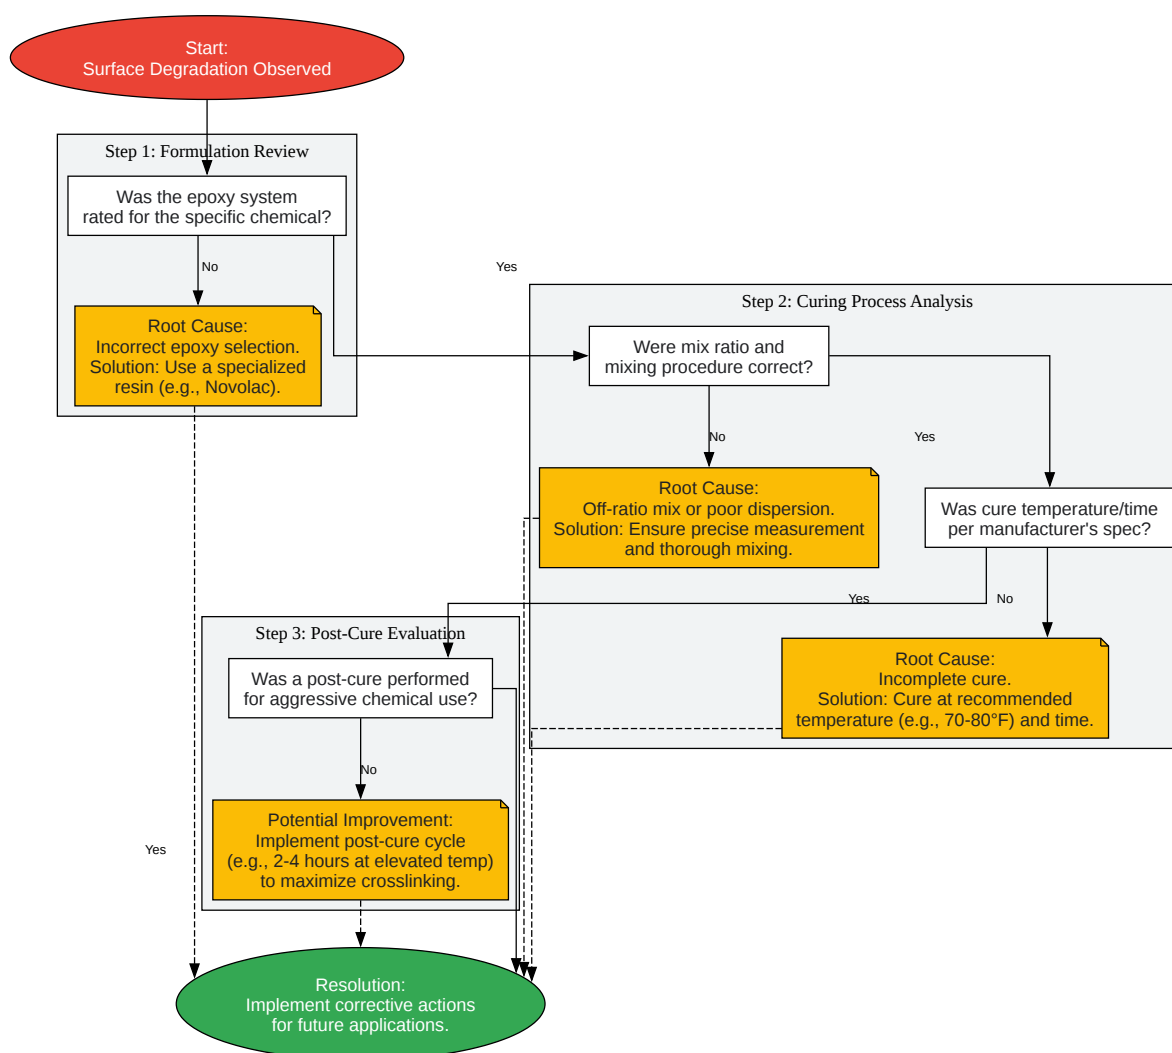 Start:
Surface Degradation Observed
Step 1: Formulation Review
Was the epoxy system
rated for the specific chemical?
No
Yes
Root Cause:
Incorrect epoxy selection.
Solution: Use a specialized
resin (e.g., Novolac).
Step 2: Curing Process Analysis
Were mix ratio and
mixing procedure correct?
No
Yes
Root Cause:
Off-ratio mix or poor dispersion.
Solution: Ensure precise measurement
and thorough mixing.
Was cure temperature/time
per manufacturer's spec?
Yes
No
Root Cause:
Incomplete cure.
Solution: Cure at recommended
temperature (e.g., 70-80°F) and time.
Step 3: Post-Cure Evaluation
Was a post-cure performed
for aggressive chemical use?
No
Yes
Potential Improvement:
Implement post-cure cycle
(e.g., 2-4 hours at elevated temp)
to maximize crosslinking.
Resolution:
Implement corrective actions
for future applications.